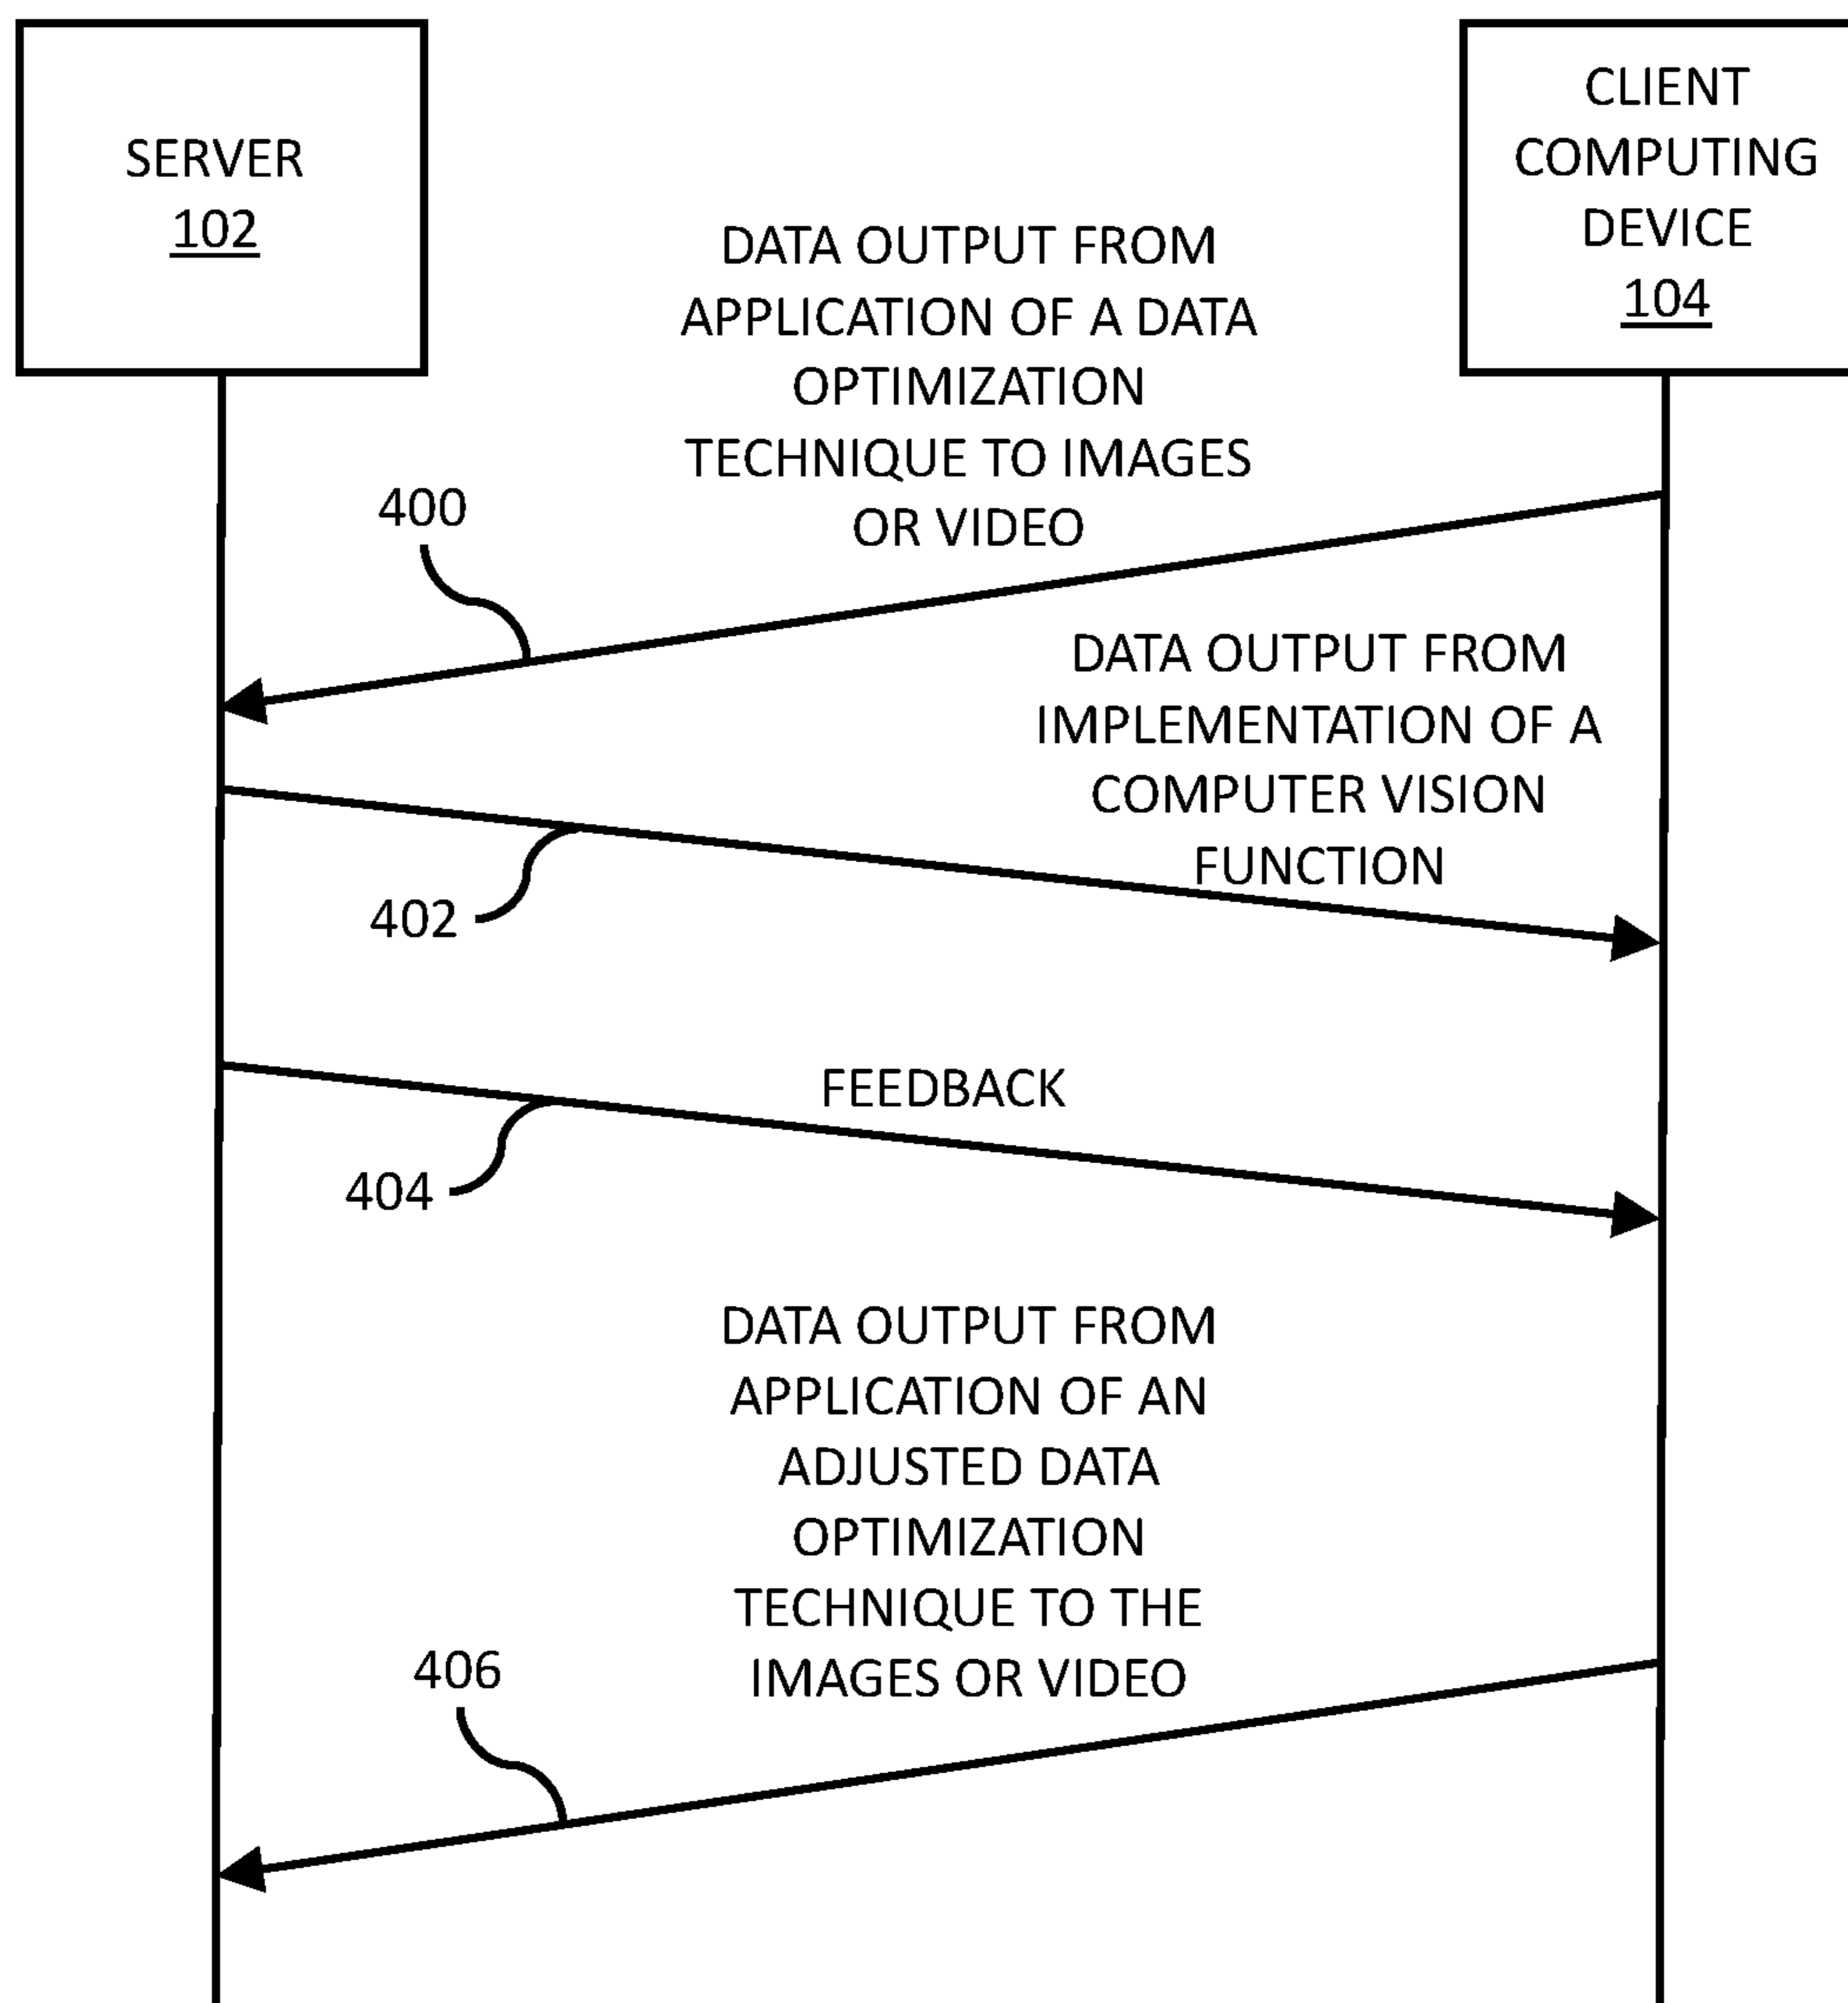 SERVER
102
CLIENT
COMPUTING
DEVICE
104
DATA OUTPUT FROM
APPLICATION OF A DATA
OPTIMIZATION
TECHNIQUE TO IMAGES
OR VIDEO
400
DATA OUTPUT FROM
IMPLEMENTATION OF A
COMPUTER VISION
FUNCTION
402
FEEDBACK
404
DATA OUTPUT FROM
APPLICATION OF AN
ADJUSTED DATA
OPTIMIZATION
TECHNIQUE TO THE
IMAGES OR VIDEO
406